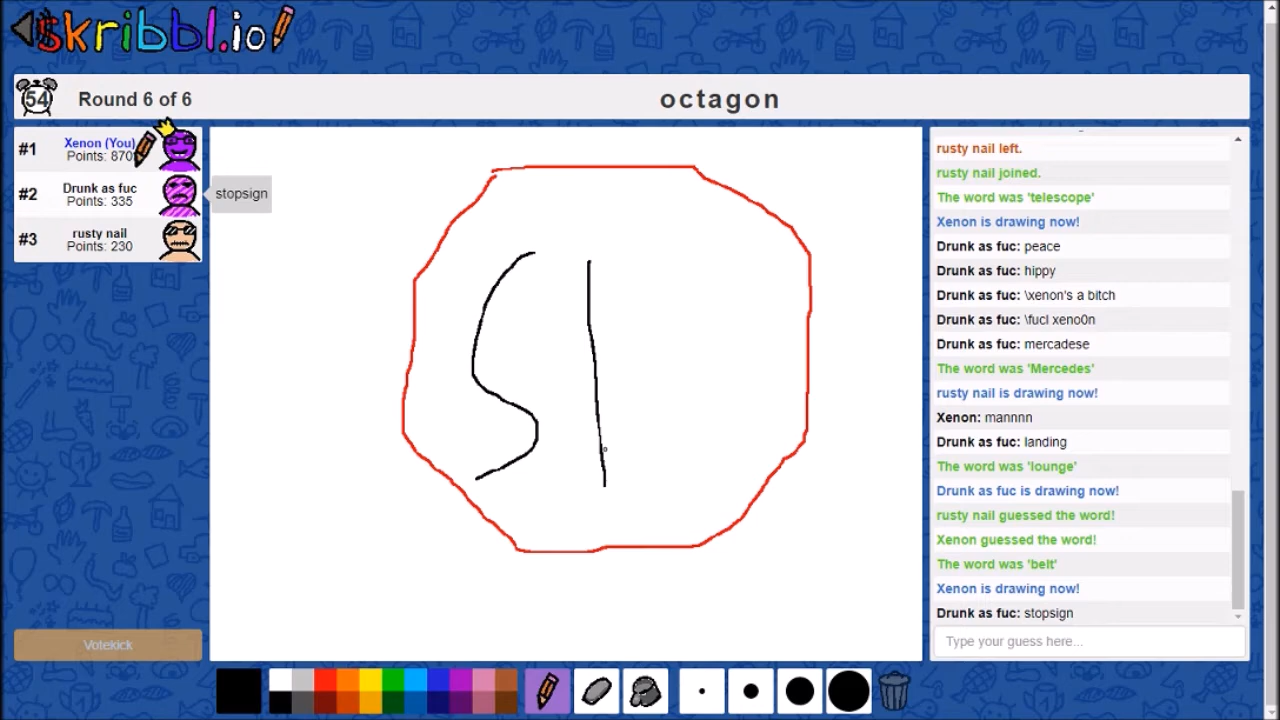 skribbl.io
54
Round 6 of 6
octagon
#1
Xenon (You)
Points: 870
#2
Drunk as fuc
Points: 335
stopsign
#3
rusty nail
Points: 230
S
rusty nail left.
rusty nail joined.
The word was 'telescope'
Xenon is drawing now!
Drunk as fuc: peace
Drunk as fuc: hippy
Drunk as fuc: \xenon's a bitch
Drunk as fuc: \fucl xeno0n
Drunk as fuc: mercadese
The word was 'Mercedes'
rusty nail is drawing now!
Xenon: mannnn
Drunk as fuc: landing
The word was 'lounge'
Drunk as fuc is drawing now!
rusty nail guessed the word!
Xenon guessed the word!
The word was 'belt'
Xenon is drawing now!
Drunk as fuc: stopsign
Type your guess here...
Votekick